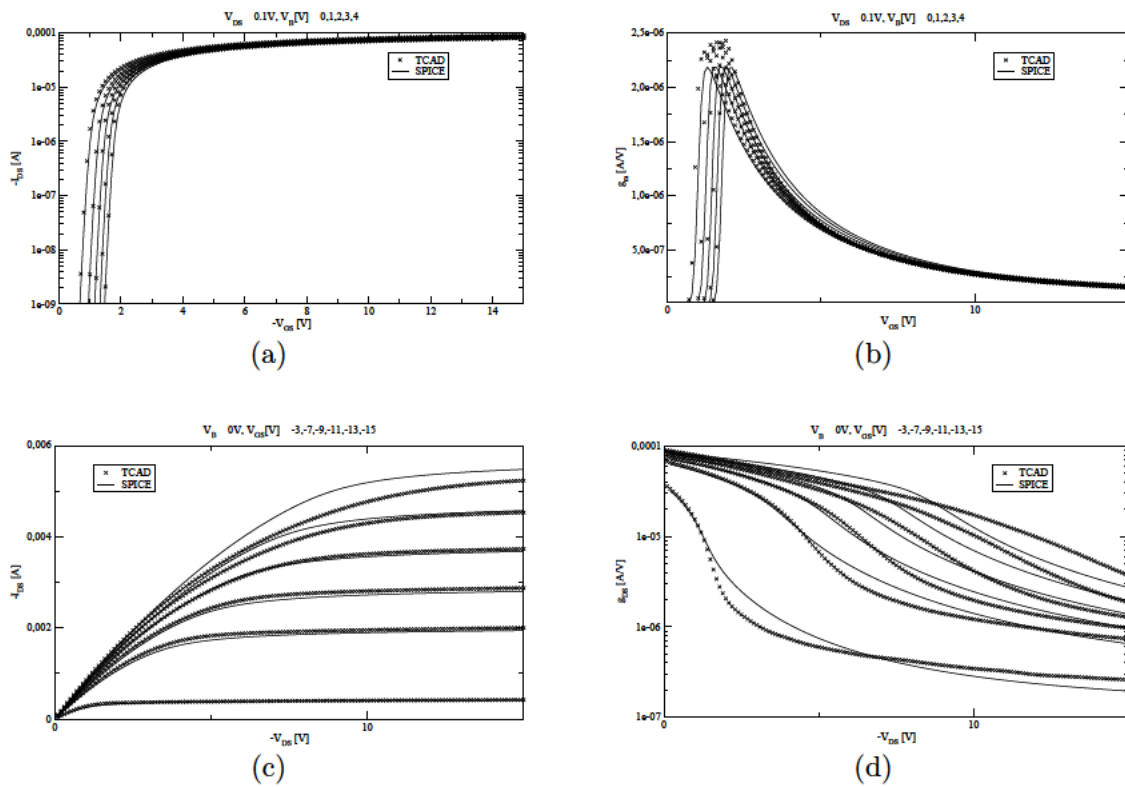 V_DS 0.1V, V_B[V] 0,1,2,3,4
0,0001
1e-05
1e-06
1e-07
1e-08
1e-09
-I_DS [A]
× TCAD
— SPICE
0 2 4 6 8 10 12 14
-V_GS [V]
(a)
V_DS 0.1V, V_B[V] 0,1,2,3,4
2,5e-06
2,0e-06
1,5e-06
1,0e-06
5,0e-07
g_m [A/V]
× TCAD
— SPICE
10
V_GS [V]
(b)
V_B 0V, V_GS[V] -3,-7,-9,-11,-13,-15
0,006
0,004
0,002
0
-I_DS [A]
× TCAD
— SPICE
0 10
-V_DS [V]
(c)
V_B 0V, V_GS[V] -3,-7,-9,-11,-13,-15
0,0001
1e-05
1e-06
1e-07
g_DS [A/V]
× TCAD
— SPICE
0 10
-V_DS [V]
(d)